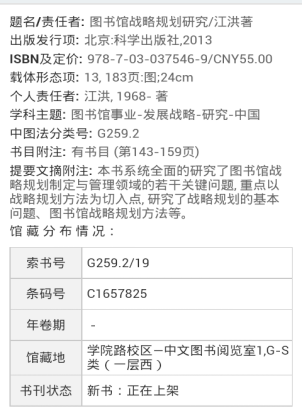 题名/责任者: 图书馆战略规划研究/江洪著
出版发行项: 北京:科学出版社,2013
ISBN及定价: 978-7-03-037546-9/CNY55.00
载体形态项: 13, 183页:图;24cm
个人责任者: 江洪, 1968- 著
学科主题: 图书馆事业-发展战略-研究-中国
中图法分类号: G259.2
书目附注: 有书目 (第143-159页)
提要文摘附注: 本书系统全面的研究了图书馆战
略规划制定与管理领域的若干关键问题, 重点以
战略规划方法为切入点, 研究了战略规划的基本
问题、图书馆战略规划方法等。
馆藏分布情况:
索书号 G259.2/19
条码号 C1657825
年卷期 -
馆藏地 学院路校区—中文图书阅览室1,G-S
类(一层西)
书刊状态 新书:正在上架